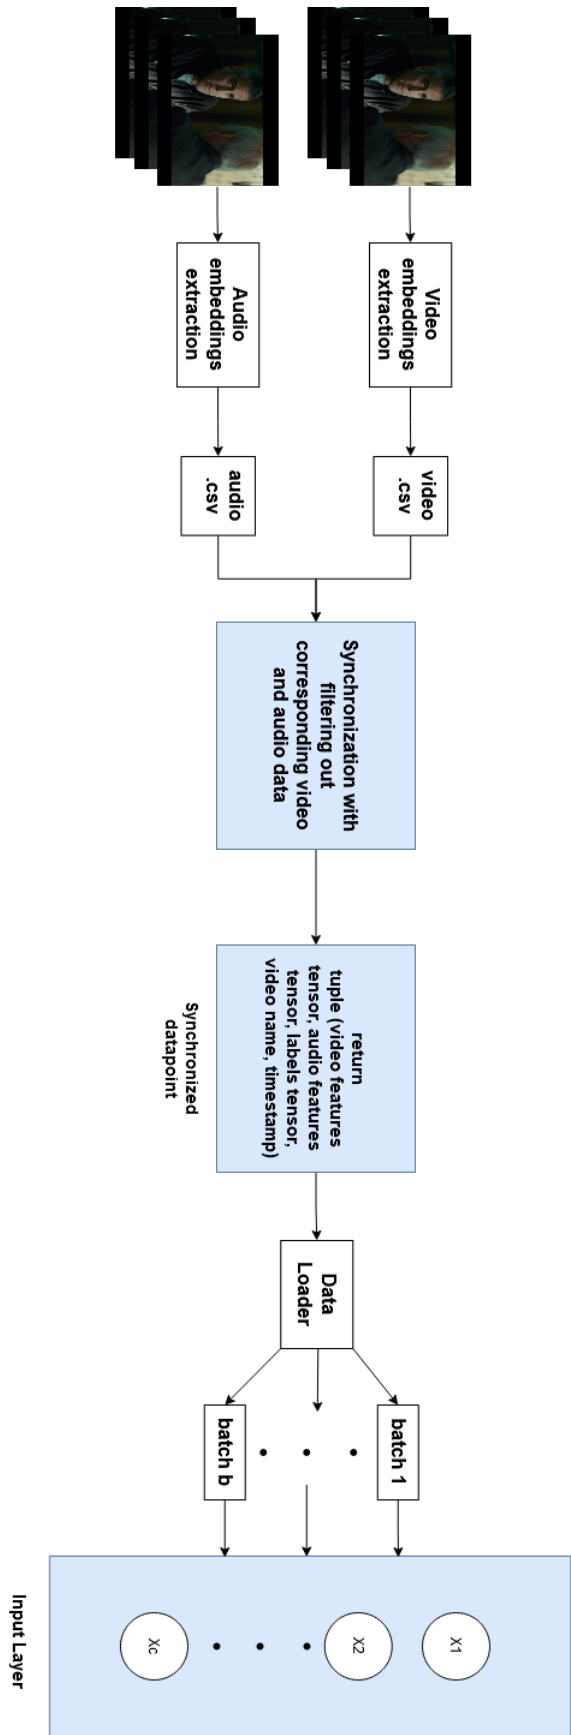 Video
embeddings
extraction
Audio
embeddings
extraction
video
.csv
audio
.csv
Synchronization with
filtering out
corresponding video
and audio data
return
tuple (video features
tensor, audio features
tensor, labels tensor,
video name, timestamp)
Synchronized
datapoint
Data
Loader
batch 1
batch b
X1
X2
Xc
Input Layer